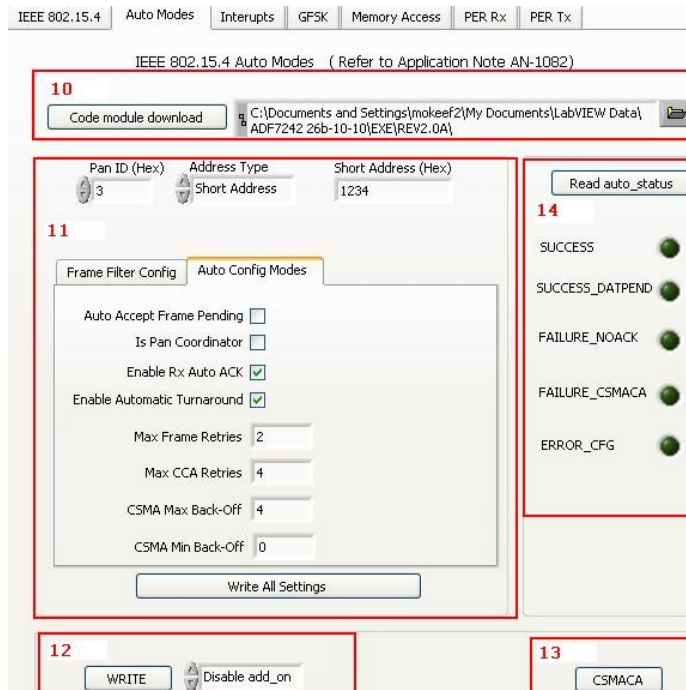 IEEE 802.15.4 Auto Modes Interupts GFSK Memory Access PER Rx PER Tx
IEEE 802.15.4 Auto Modes ( Refer to Application Note AN-1082)
10
Code module download C:\Documents and Settings\mokeef2\My Documents\LabVIEW Data\
ADF7242 26b-10-10\EXE\REV2.0A\
Pan ID (Hex) Address Type Short Address (Hex)
3 Short Address 1234
11
Frame Filter Config Auto Config Modes
Auto Accept Frame Pending
Is Pan Coordinator
Enable Rx Auto ACK
Enable Automatic Turnaround
Max Frame Retries 2
Max CCA Retries 4
CSMA Max Back-Off 4
CSMA Min Back-Off 0
Write All Settings
Read auto_status
14
SUCCESS
SUCCESS_DATPEND
FAILURE_NOACK
FAILURE_CSMACA
ERROR_CFG
12
WRITE Disable add_on
13
CSMACA